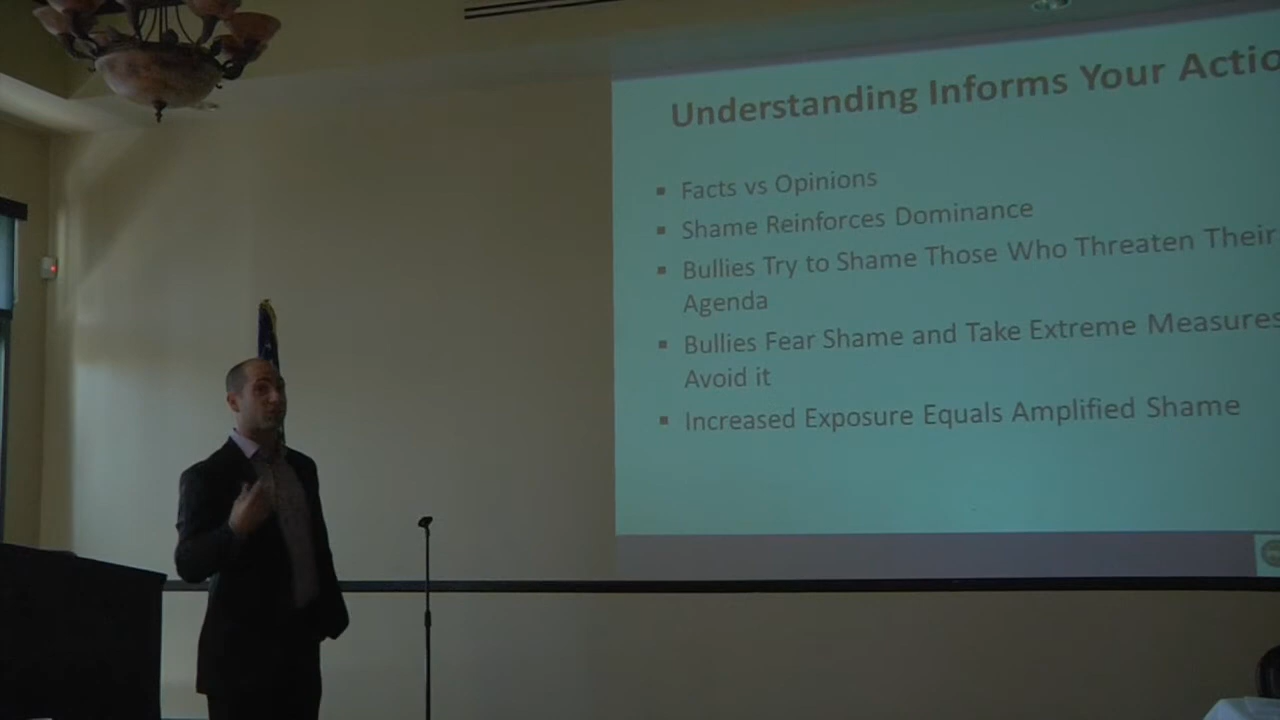 Understanding Informs Your Actio
▪ Facts vs Opinions
▪ Shame Reinforces Dominance
▪ Bullies Try to Shame Those Who Threaten Their
Agenda
▪ Bullies Fear Shame and Take Extreme Measures
Avoid it
▪ Increased Exposure Equals Amplified Shame